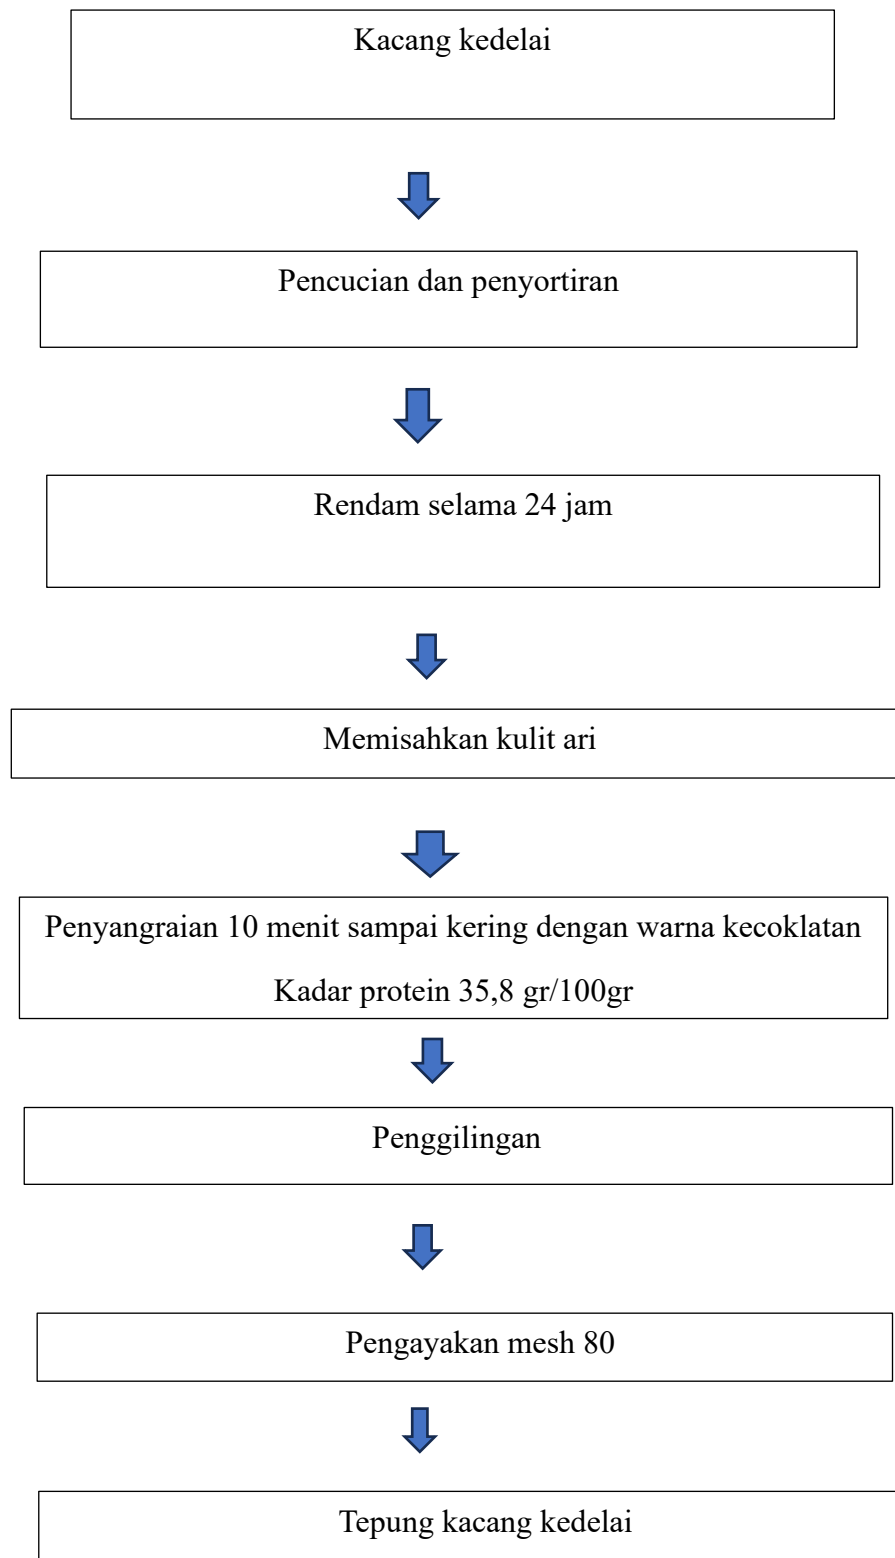 Kacang kedelai
Pencucian dan penyortiran
Rendam selama 24 jam
Memisahkan kulit ari
Penyangraian 10 menit sampai kering dengan warna kecoklatan
Kadar protein 35,8 gr/100gr
Penggilingan
Pengayakan mesh 80
Tepung kacang kedelai